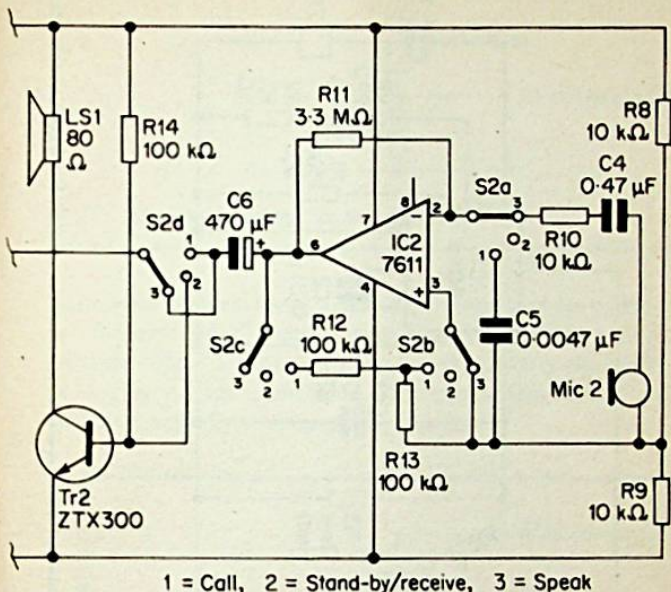 LS1
80
Ω
R14
100 kΩ
R11
3·3 MΩ
R8
10 kΩ
C4
0·47 µF
S2a
3
2
1
R10
10 kΩ
C6
470 µF
+
S2d
1
2
3
8
7
2
−
IC2
7611
6
4
+
3
C5
0·0047 µF
S2c
3
2
1
R12
100 kΩ
S2b
1
2
3
Mic 2
R13
100 kΩ
R9
10 kΩ
Tr2
ZTX300
1 = Call, 2 = Stand-by/receive, 3 = Speak